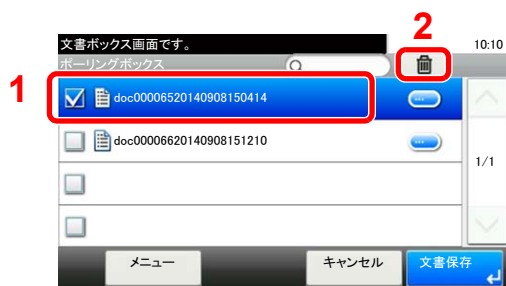 2
文書ボックス画面です。
10:10
ポーリングボックス
1
doc00006520140908150414
doc00006620140908151210
1/1
メニュー
キャンセル
文書保存